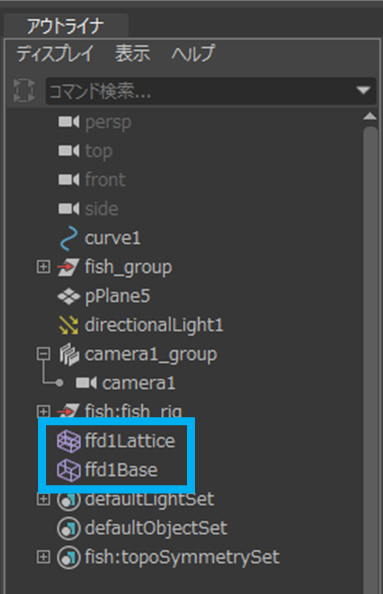 アウトライナ
ディスプレイ 表示 ヘルプ
コマンド検索...
persp
top
front
side
curve1
fish_group
pPlane5
directionalLight1
camera1_group
camera1
fish:fish_rig
ffd1Lattice
ffd1Base
defaultLightSet
defaultObjectSet
fish:topoSymmetrySet